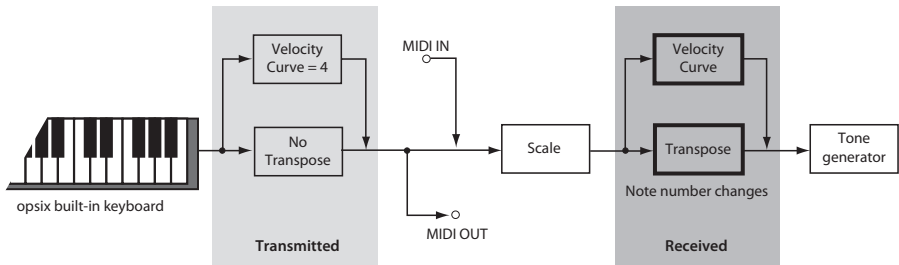 opsix built-in keyboard
Velocity
Curve = 4
No
Transpose
Transmitted
MIDI IN
MIDI OUT
Scale
Velocity
Curve
Transpose
Note number changes
Received
Tone
generator